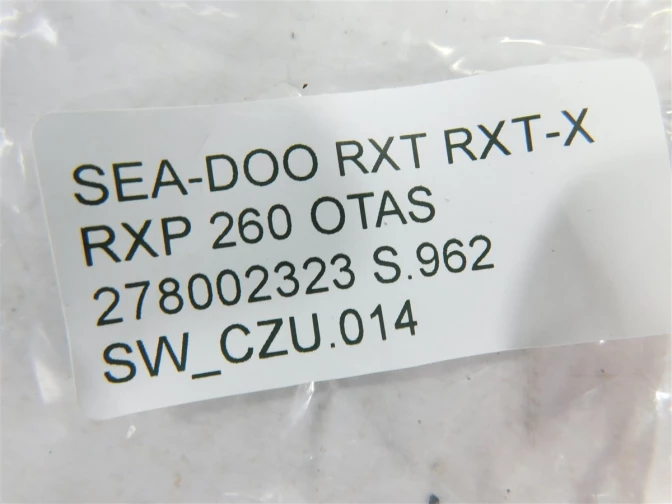 SEA-DOO RXT RXT-X
RXP 260 OTAS
278002323 S.962
SW_CZU.014